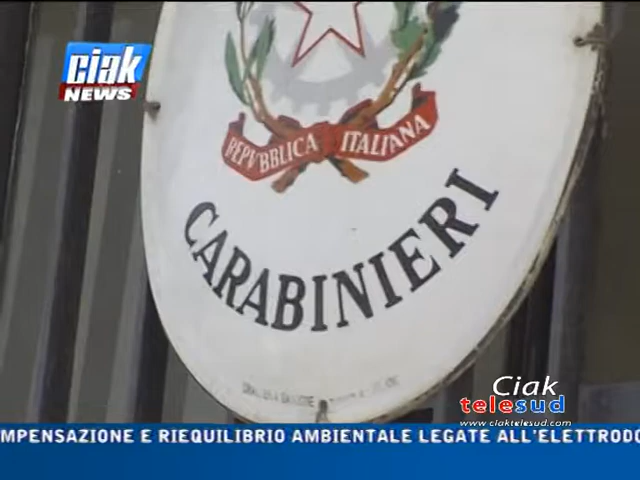 ciak
NEWS
REPVBBLICA ITALIANA
CARABINIERI
Ciak
telesud
www.ciaktelesud.com
MPENSAZIONE E RIEQUILIBRIO AMBIENTALE LEGATE ALL'ELETTRODO